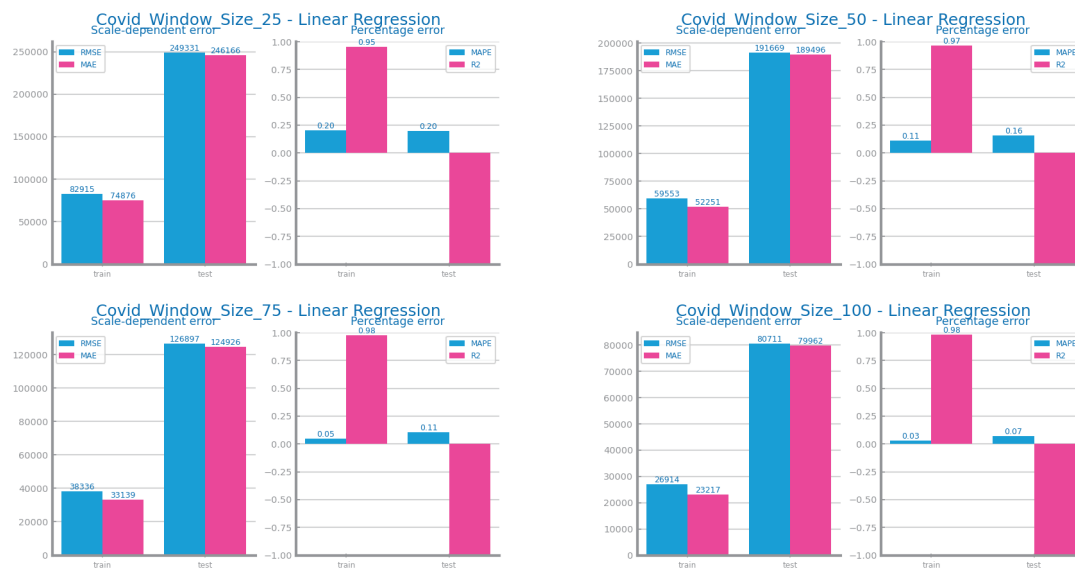 Covid_Window_Size_25 - Linear Regression
Scale-dependent error
Percentage error
RMSE
MAE
250000
200000
150000
100000
50000
0
82915
74876
249331
246166
train
test
MAPE
R2
1.00
0.75
0.50
0.25
0.00
−0.25
−0.50
−0.75
−1.00
0.20
0.95
0.20
train
test
Covid_Window_Size_50 - Linear Regression
Scale-dependent error
Percentage error
RMSE
MAE
200000
175000
150000
125000
100000
75000
50000
25000
0
59553
52251
191669
189496
train
test
MAPE
R2
1.00
0.75
0.50
0.25
0.00
−0.25
−0.50
−0.75
−1.00
0.11
0.97
0.16
train
test
Covid_Window_Size_75 - Linear Regression
Scale-dependent error
Percentage error
RMSE
MAE
120000
100000
80000
60000
40000
20000
0
38336
33139
126897
124926
train
test
MAPE
R2
1.00
0.75
0.50
0.25
0.00
−0.25
−0.50
−0.75
−1.00
0.05
0.98
0.11
train
test
Covid_Window_Size_100 - Linear Regression
Scale-dependent error
Percentage error
RMSE
MAE
80000
70000
60000
50000
40000
30000
20000
10000
0
26914
23217
80711
79962
train
test
MAPE
R2
1.00
0.75
0.50
0.25
0.00
−0.25
−0.50
−0.75
−1.00
0.03
0.98
0.07
train
test